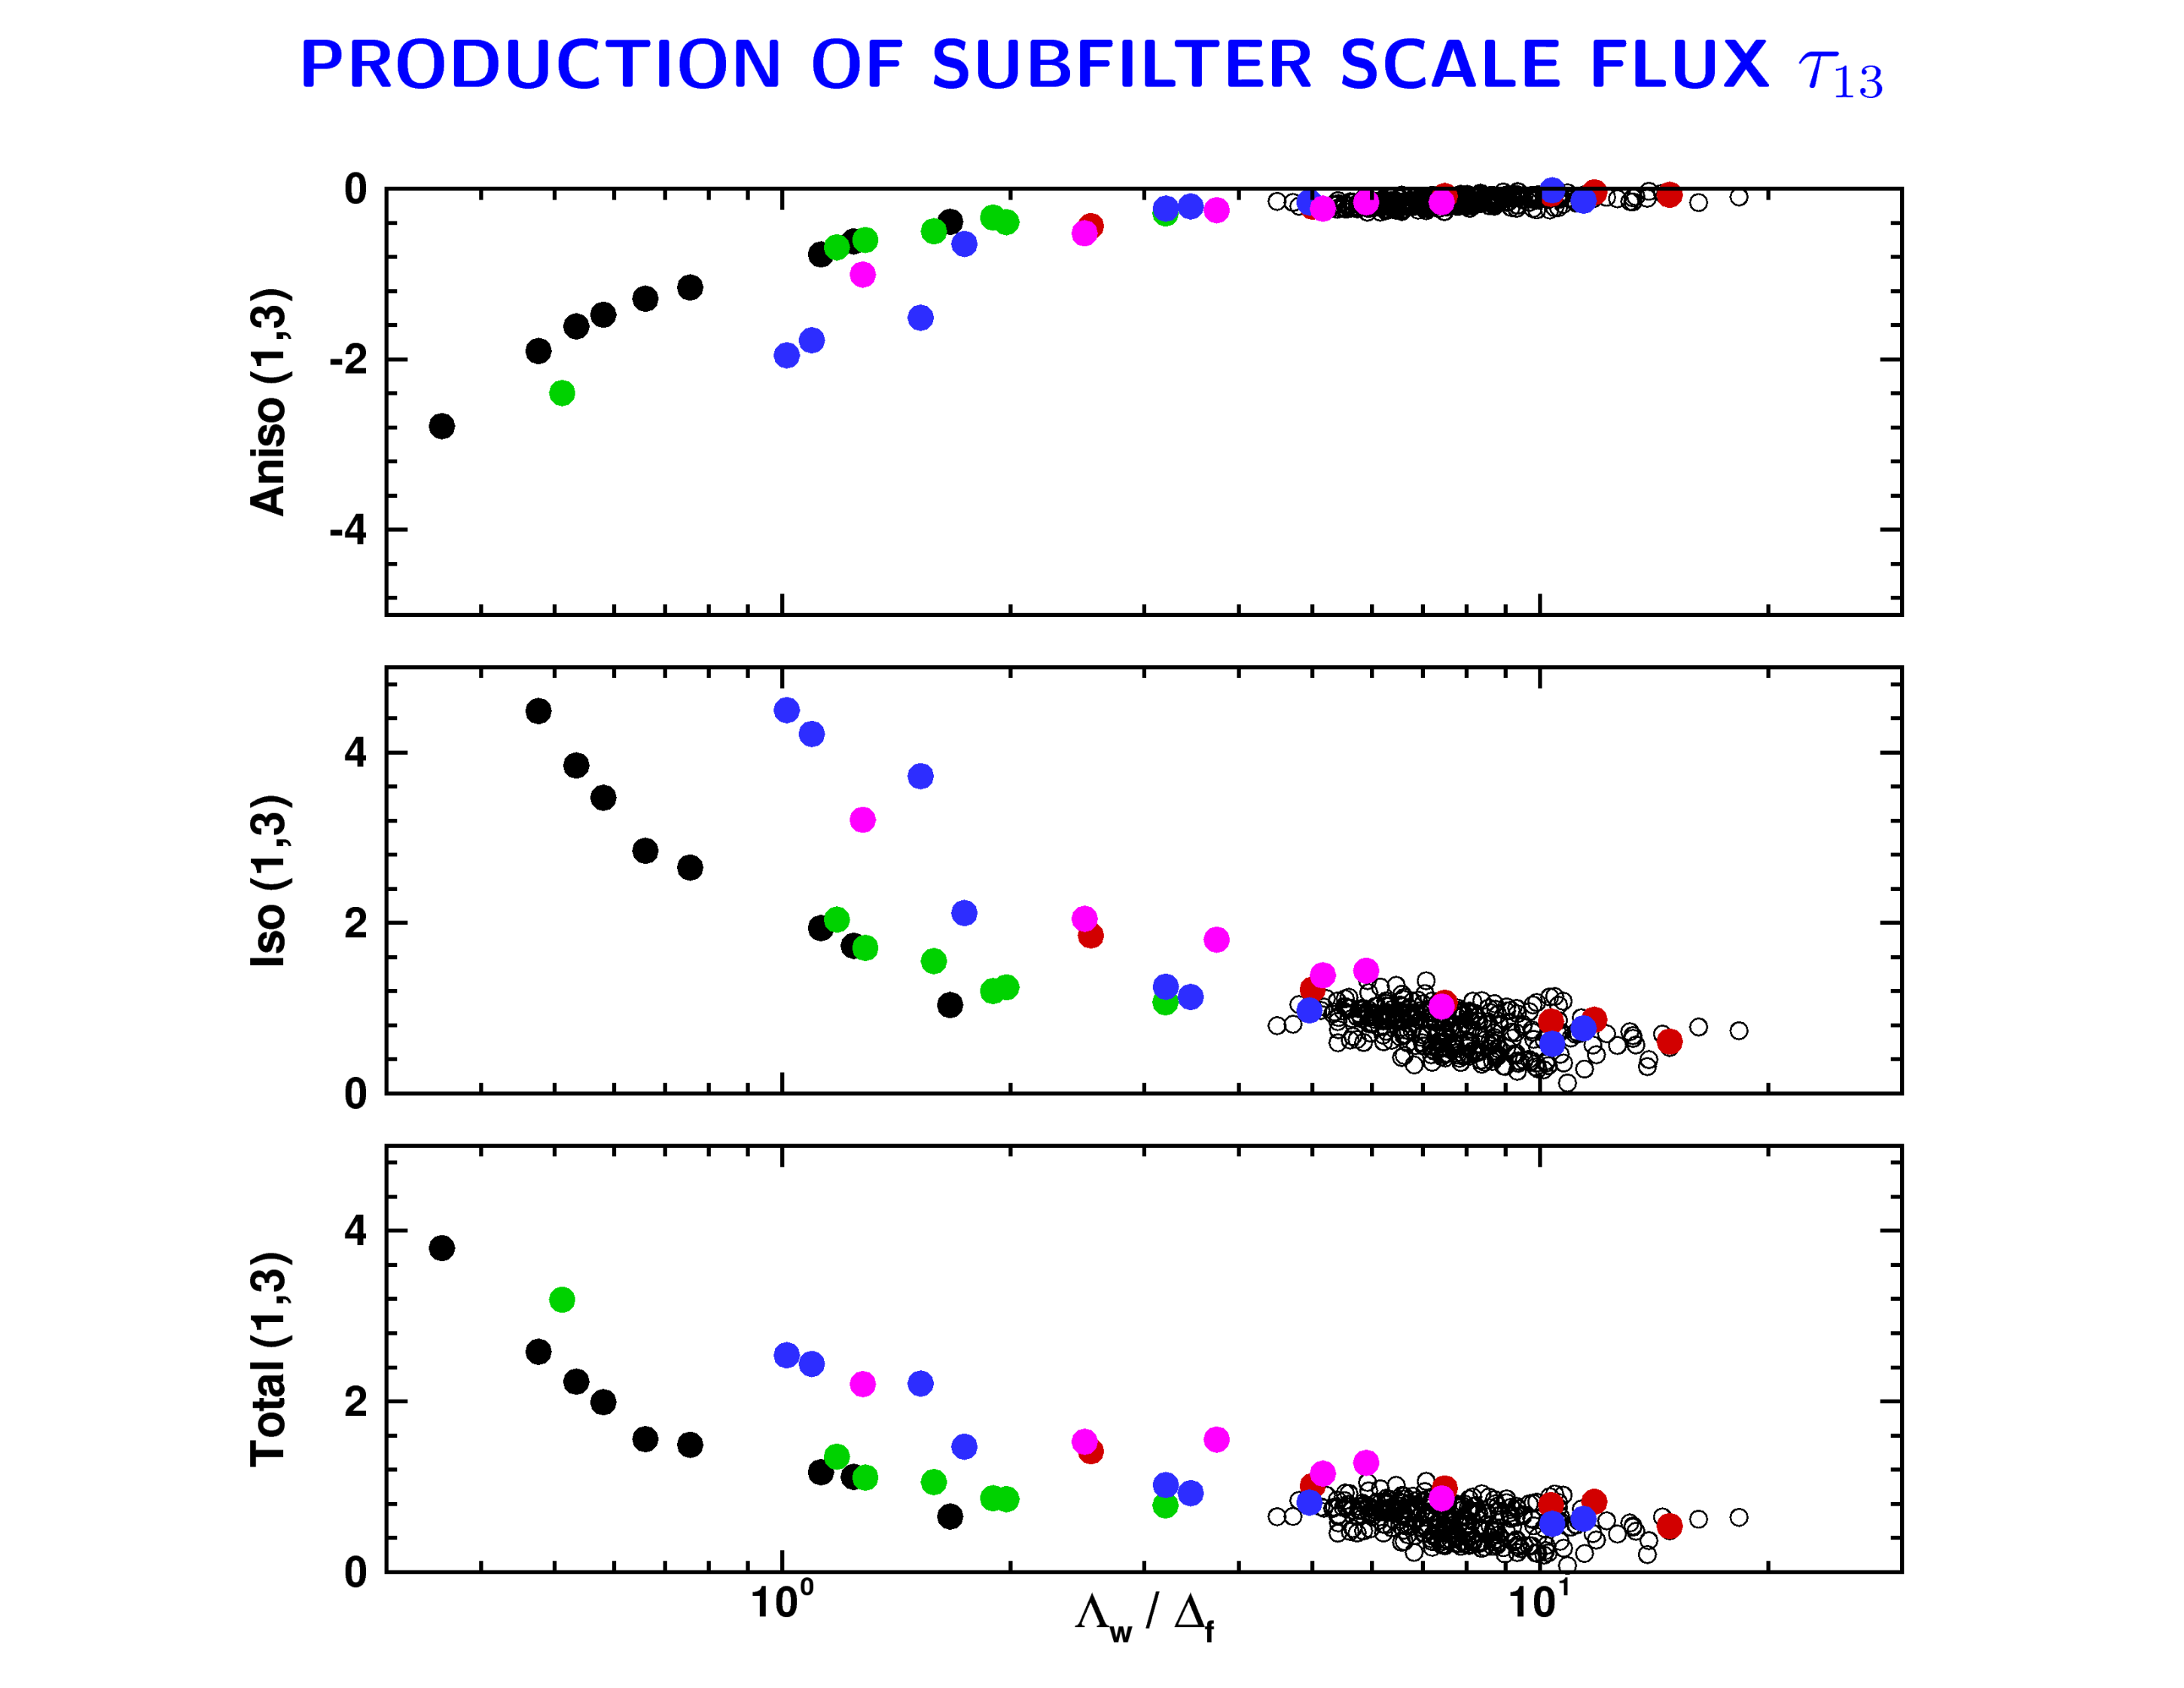 PRODUCTION OF SUBFILTER SCALE FLUX τ₁₃
0
-2
-4
Aniso (1,3)
4
2
0
Iso (1,3)
4
2
0
Total (1,3)
10⁰
10¹
Λw / Δf